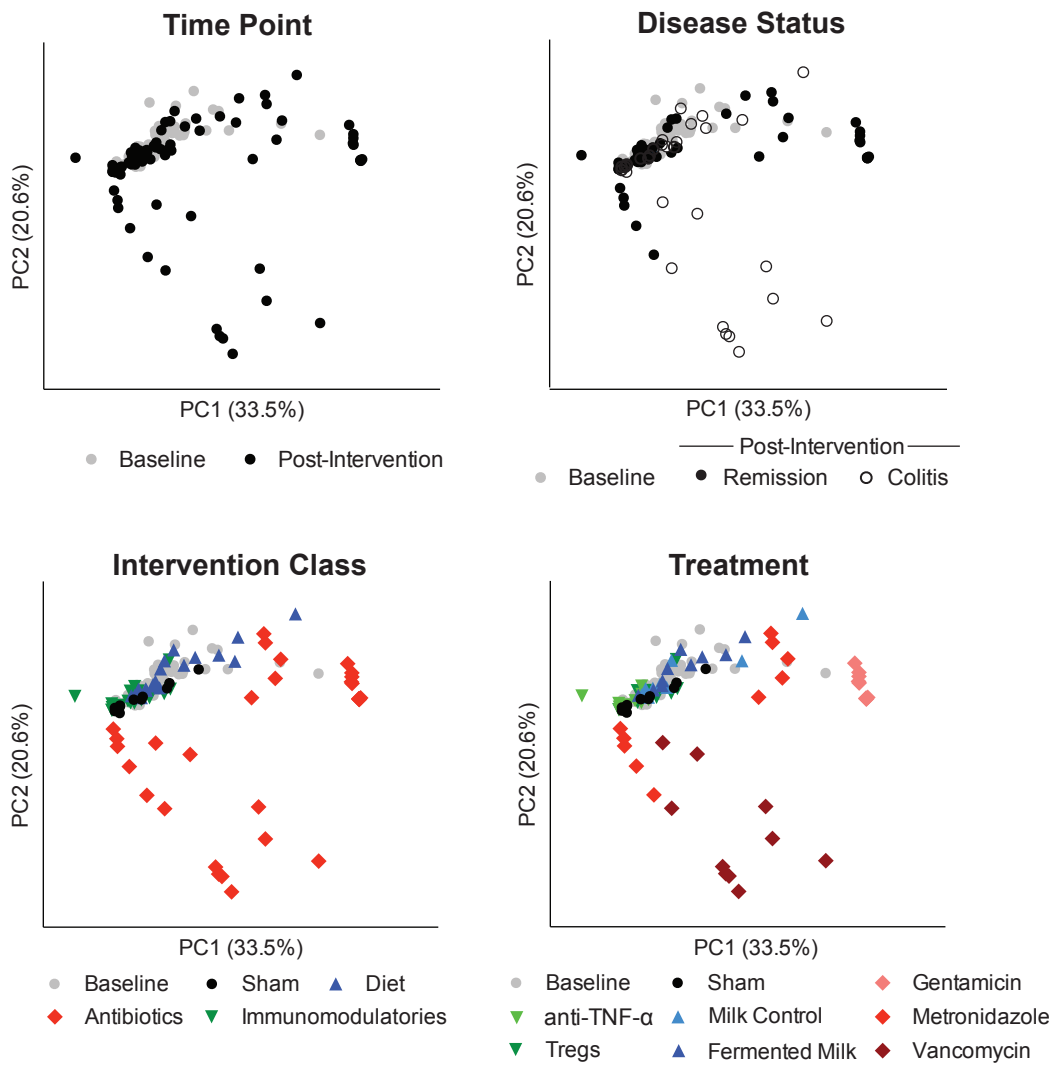 Time Point
PC2 (20.6%)
PC1 (33.5%)
Baseline Post-Intervention
Disease Status
PC2 (20.6%)
PC1 (33.5%)
Post-Intervention
Baseline Remission Colitis
Intervention Class
PC2 (20.6%)
PC1 (33.5%)
Baseline Sham Diet
Antibiotics Immunomodulatories
Treatment
PC2 (20.6%)
PC1 (33.5%)
Baseline Sham Gentamicin
anti-TNF-α Milk Control Metronidazole
Tregs Fermented Milk Vancomycin